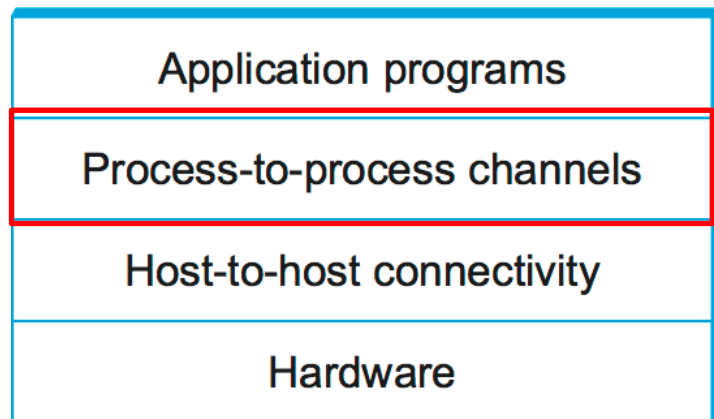 Application programs
Process-to-process channels
Host-to-host connectivity
Hardware